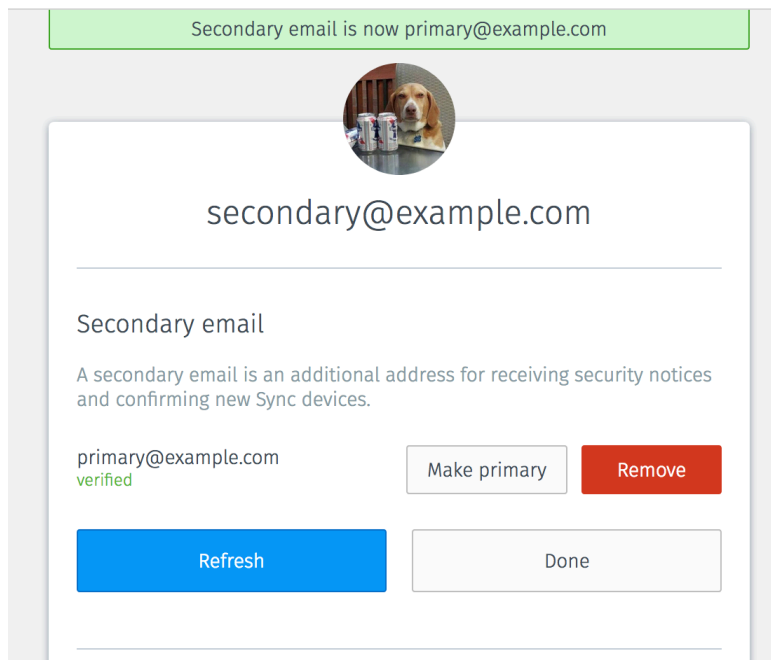 Secondary email is now primary@example.com
secondary@example.com
Secondary email
A secondary email is an additional address for receiving security notices
and confirming new Sync devices.
primary@example.com
verified
Make primary
Remove
Refresh
Done